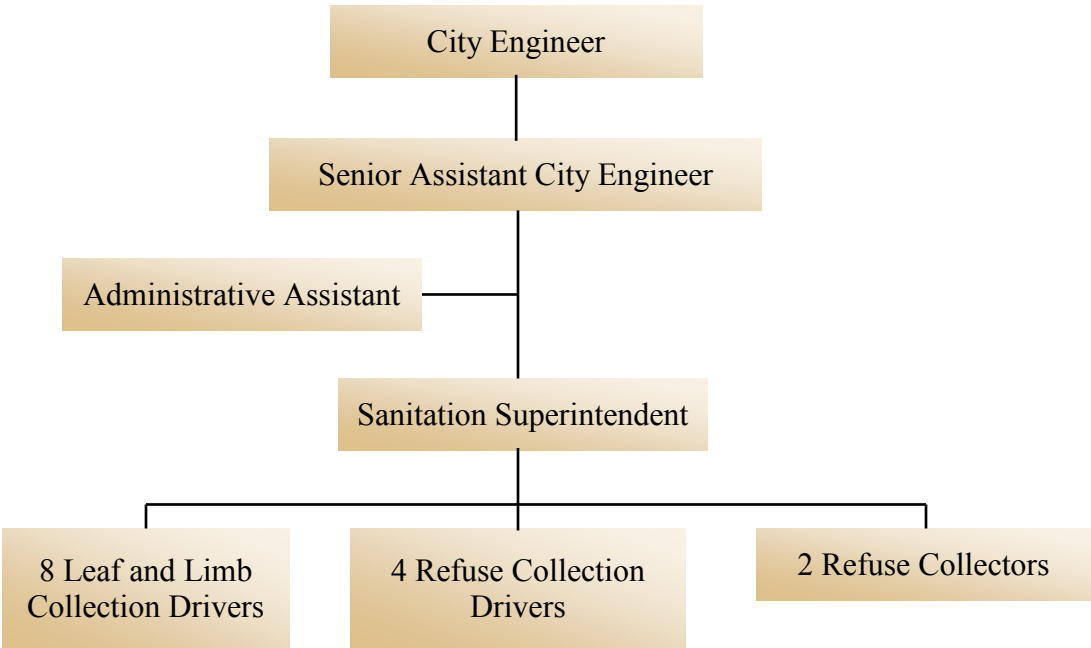 City Engineer
Senior Assistant City Engineer
Administrative Assistant
Sanitation Superintendent
8 Leaf and Limb
Collection Drivers
4 Refuse Collection
Drivers
2 Refuse Collectors